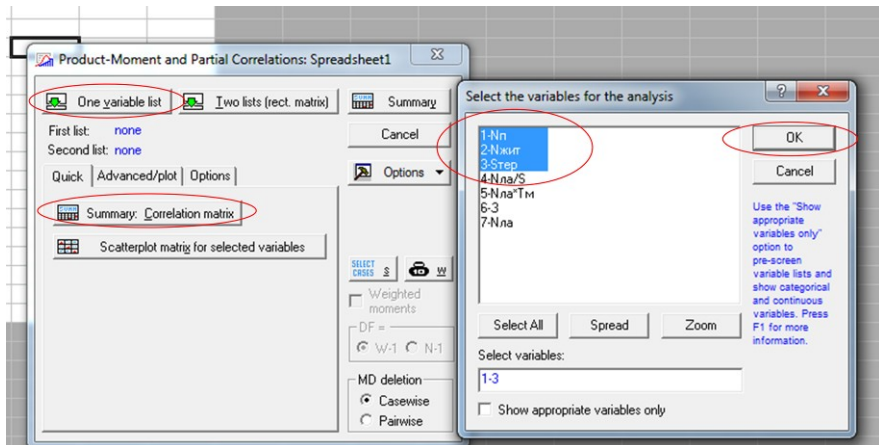 Product-Moment and Partial Correlations: Spreadsheet1
One variable list
Two lists (rect. matrix)
Summary
First list: none
Second list: none
Cancel
Quick
Advanced/plot
Options
Options
Summary: Correlation matrix
Scatterplot matrix for selected variables
SELECT CASES S
W
Weighted moments
DF =
W-1
N-1
MD deletion
Casewise
Pairwise
Select the variables for the analysis
?
1-Nп
2-Nжит
3-Sтер
4-Nла/S
5-Nла*Тм
6-З
7-Nла
OK
Cancel
Use the "Show
appropriate
variables only"
option to
pre-screen
variable lists and
show categorical
and continuous
variables. Press
F1 for more
information.
Select All
Spread
Zoom
Select variables:
1-3
Show appropriate variables only